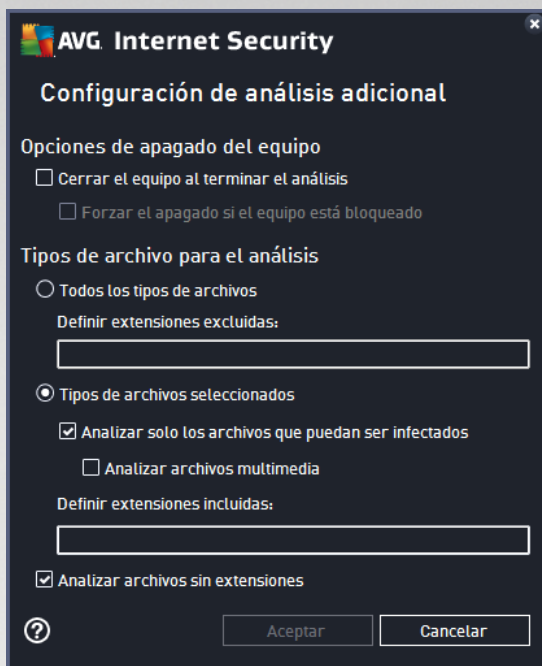 AVG Internet Security
Configuración de análisis adicional
Opciones de apagado del equipo
Cerrar el equipo al terminar el análisis
Forzar el apagado si el equipo está bloqueado
Tipos de archivo para el análisis
Todos los tipos de archivos
Definir extensiones excluidas:
Tipos de archivos seleccionados
Analizar solo los archivos que puedan ser infectados
Analizar archivos multimedia
Definir extensiones incluidas:
Analizar archivos sin extensiones
Aceptar
Cancelar